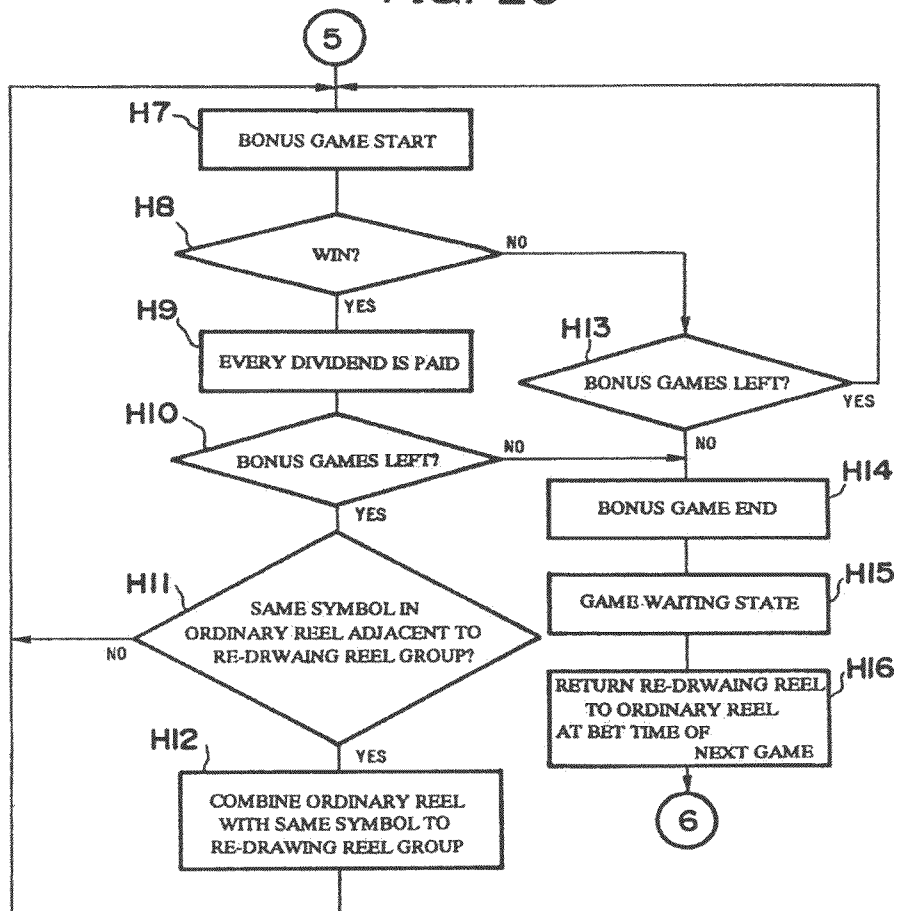 5
H7
BONUS GAME START
H8
WIN?
NO
YES
H9
EVERY DIVIDEND IS PAID
H13
BONUS GAMES LEFT?
YES
NO
H10
BONUS GAMES LEFT?
NO
YES
H14
BONUS GAME END
H11
SAME SYMBOL IN
ORDINARY REEL ADJACENT TO
RE-DRWAING REEL GROUP?
NO
YES
H15
GAME-WAITING STATE
H16
RETURN RE-DRWAING REEL
TO ORDINARY REEL
AT BET TIME OF
NEXT GAME
H12
COMBINE ORDINARY REEL
WITH SAME SYMBOL TO
RE-DRAWING REEL GROUP
6